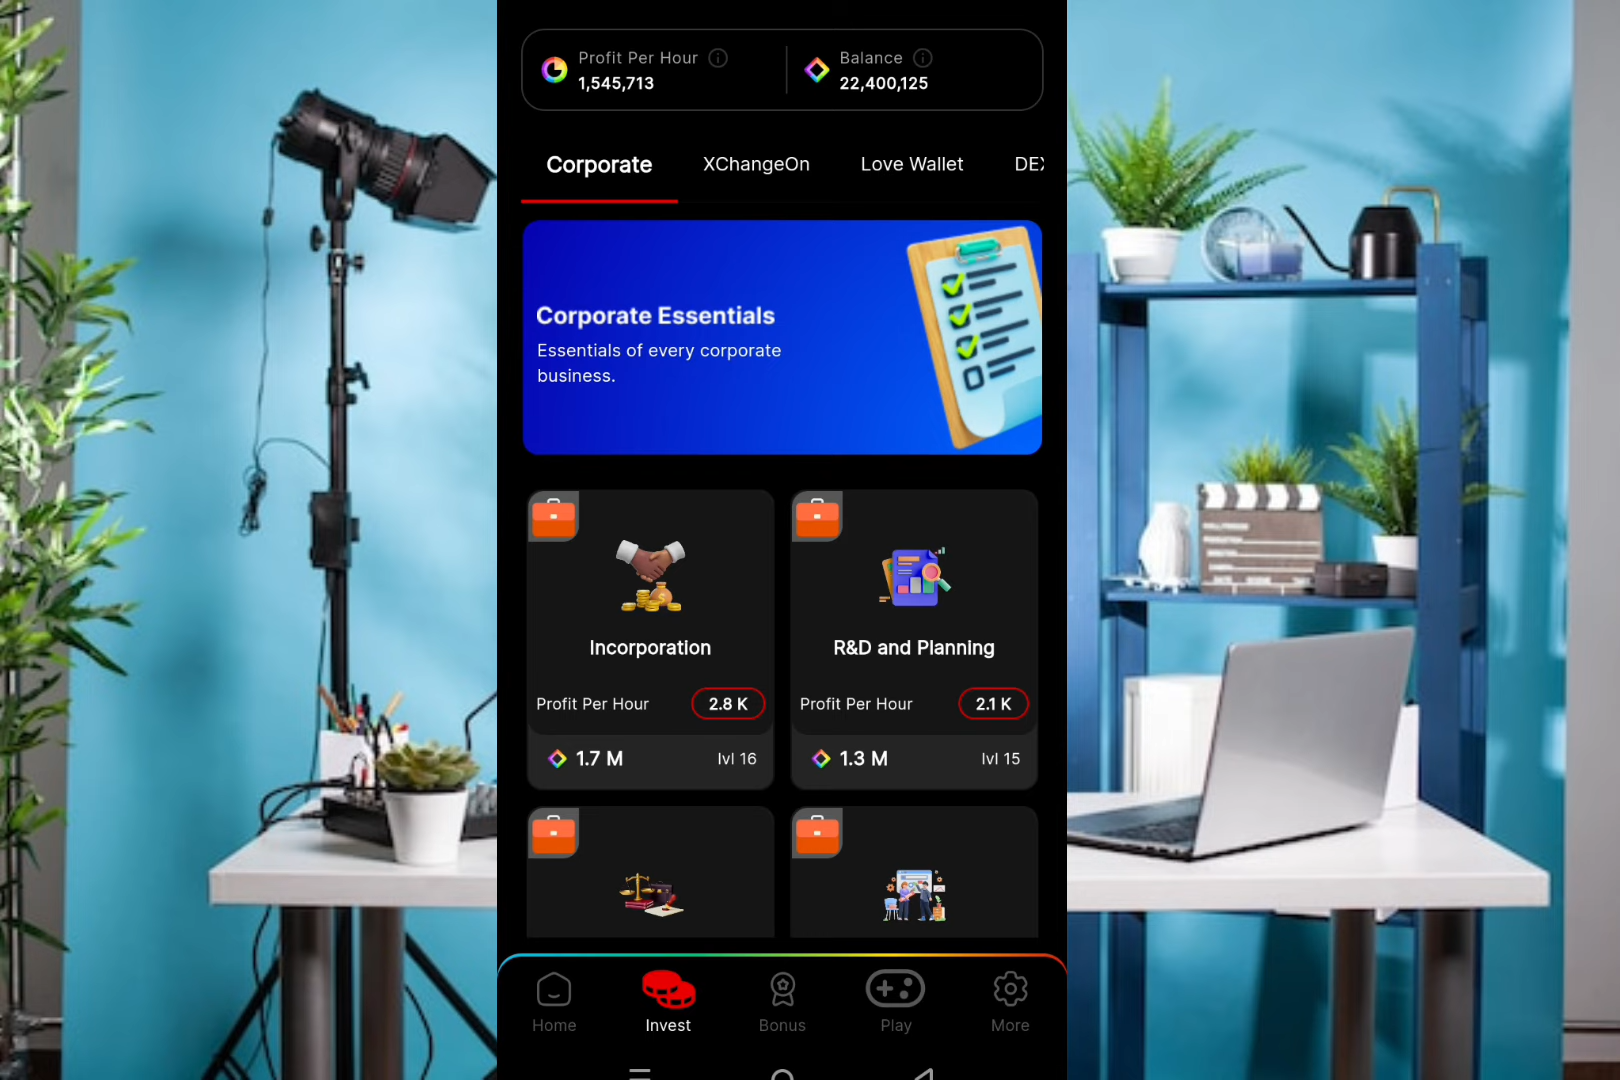 Profit Per Hour
1,545,713
Balance
22,400,125
Corporate
XChangeOn
Love Wallet
DEX
Corporate Essentials
Essentials of every corporate
business.
Incorporation
Profit Per Hour 2.8 K
1.7 M lvl 16
R&D and Planning
Profit Per Hour 2.1 K
1.3 M lvl 15
Home
Invest
Bonus
Play
More